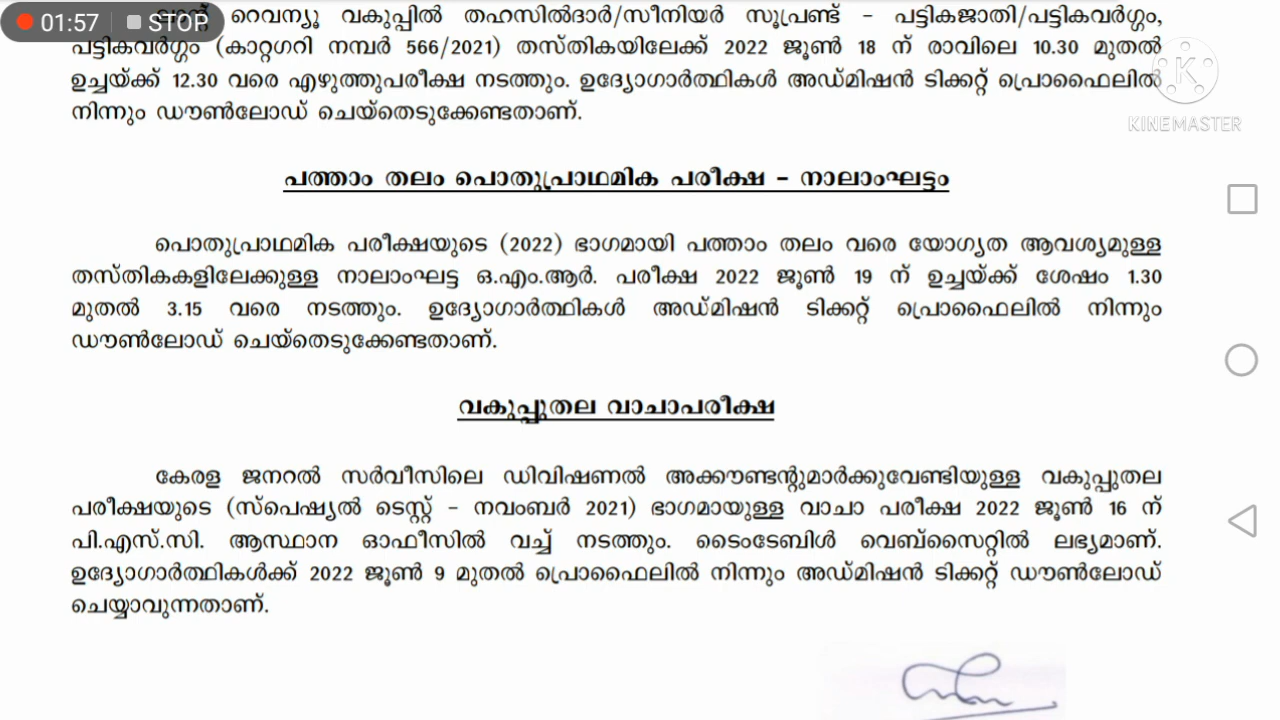 01:57 STOP
റെവന്യൂ വകുപ്പിൽ തഹസിൽദാർ/സീനിയർ സൂപ്രണ്ട് – പട്ടികജാതി/പട്ടികവർഗ്ഗം,
പട്ടികവർഗ്ഗം (കാറ്റഗറി നമ്പർ 566/2021) തസ്തികയിലേക്ക് 2022 ജൂൺ 18 ന് രാവിലെ 10.30 മുതൽ
ഉച്ചയ്ക്ക് 12.30 വരെ എഴുത്തുപരീക്ഷ നടത്തും. ഉദ്യോഗാർത്ഥികൾ അഡ്മിഷൻ ടിക്കറ്റ് പ്രൊഫൈലിൽ
നിന്നും ഡൗൺലോഡ് ചെയ്തെടുക്കേണ്ടതാണ്.
KINEMASTER
പത്താം തലം പൊതുപ്രാഥമിക പരീക്ഷ – നാലാംഘട്ടം
പൊതുപ്രാഥമിക പരീക്ഷയുടെ (2022) ഭാഗമായി പത്താം തലം വരെ യോഗ്യത ആവശ്യമുള്ള
തസ്തികകളിലേക്കുള്ള നാലാംഘട്ട ഒ.എം.ആർ. പരീക്ഷ 2022 ജൂൺ 19 ന് ഉച്ചയ്ക്ക് ശേഷം 1.30
മുതൽ 3.15 വരെ നടത്തും. ഉദ്യോഗാർത്ഥികൾ അഡ്മിഷൻ ടിക്കറ്റ് പ്രൊഫൈലിൽ നിന്നും
ഡൗൺലോഡ് ചെയ്തെടുക്കേണ്ടതാണ്.
വകുപ്പുതല വാചാപരീക്ഷ
കേരള ജനറൽ സർവീസിലെ ഡിവിഷണൽ അക്കൗണ്ടന്റുമാർക്കുവേണ്ടിയുള്ള വകുപ്പുതല
പരീക്ഷയുടെ (സ്പെഷ്യൽ ടെസ്റ്റ് – നവംബർ 2021) ഭാഗമായുള്ള വാചാ പരീക്ഷ 2022 ജൂൺ 16 ന്
പി.എസ്.സി. ആസ്ഥാന ഓഫീസിൽ വച്ച് നടത്തും. ടൈംടേബിൾ വെബ്സൈറ്റിൽ ലഭ്യമാണ്.
ഉദ്യോഗാർത്ഥികൾക്ക് 2022 ജൂൺ 9 മുതൽ പ്രൊഫൈലിൽ നിന്നും അഡ്മിഷൻ ടിക്കറ്റ് ഡൗൺലോഡ്
ചെയ്യാവുന്നതാണ്.